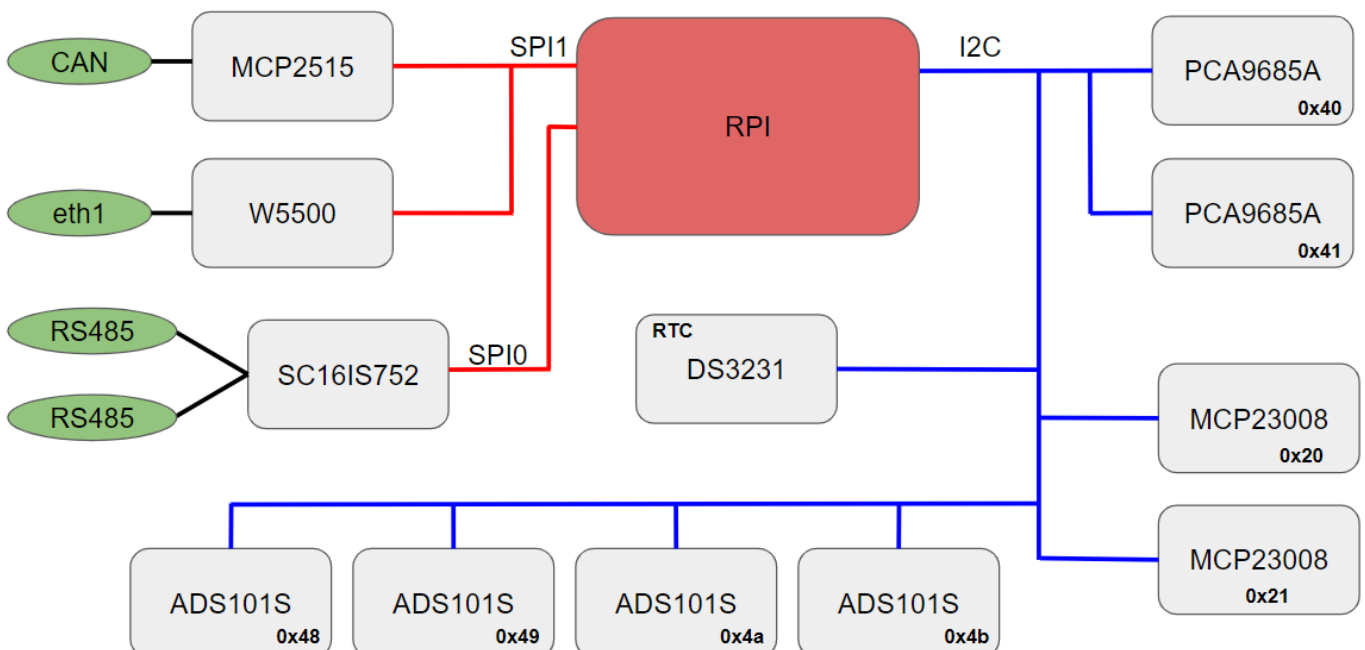 CAN
MCP2515
SPI1
RPI
I2C
PCA9685A
0x40
eth1
W5500
PCA9685A
0x41
RS485
RS485
SC16IS752
SPI0
RTC
DS3231
MCP23008
0x20
MCP23008
0x21
ADS101S
0x48
ADS101S
0x49
ADS101S
0x4a
ADS101S
0x4b